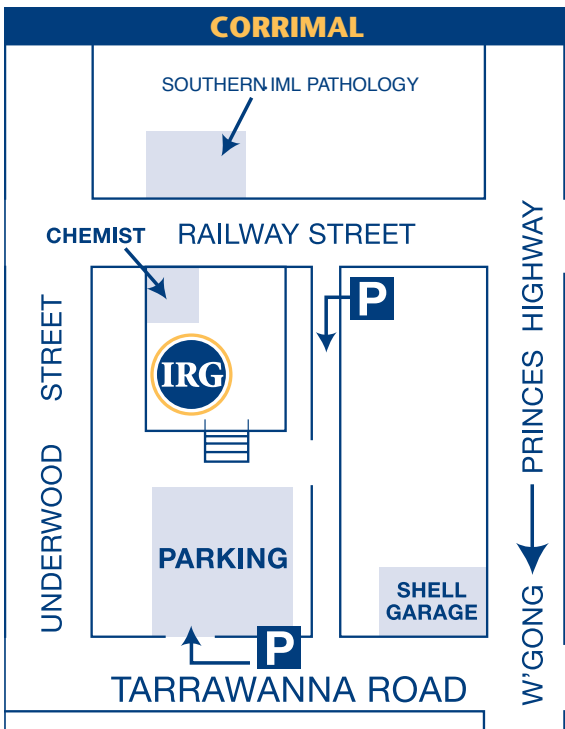 CORRIMAL
SOUTHERN IML PATHOLOGY
CHEMIST
RAILWAY STREET
P
IRG
UNDERWOOD STREET
W'GONG PRINCES HIGHWAY
PARKING
SHELL
GARAGE
P
TARRAWANNA ROAD